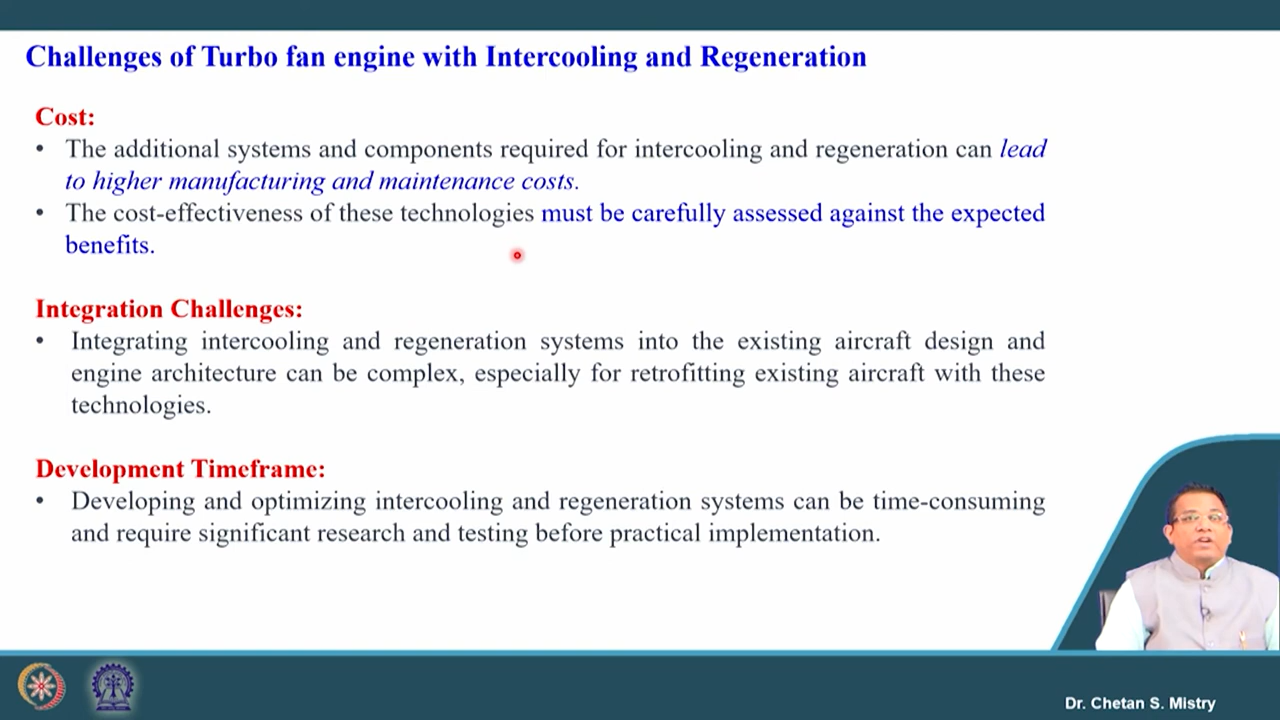 Challenges of Turbo fan engine with Intercooling and Regeneration
Cost:
• The additional systems and components required for intercooling and regeneration can lead
to higher manufacturing and maintenance costs.
• The cost-effectiveness of these technologies must be carefully assessed against the expected
benefits.
Integration Challenges:
• Integrating intercooling and regeneration systems into the existing aircraft design and
engine architecture can be complex, especially for retrofitting existing aircraft with these
technologies.
Development Timeframe:
• Developing and optimizing intercooling and regeneration systems can be time-consuming
and require significant research and testing before practical implementation.
Dr. Chetan S. Mistry